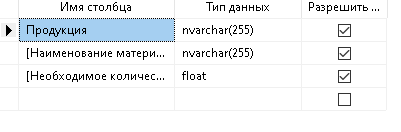 Имя столбца Тип данных Разрешить ...
Продукция nvarchar(255)
[Наименование матери... nvarchar(255)
[Необходимое количес... float